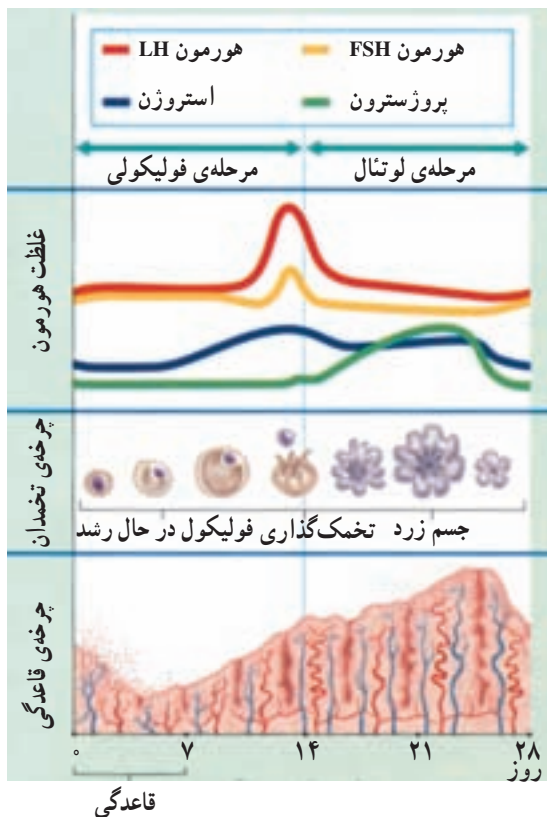 هورمون LH هورمون FSH
استروژن پروژسترون
مرحله‌ی فولیکولی مرحله‌ی لوتئال
غلظت هورمون
چرخه‌ی تخمدان
فولیکول در حال رشد تخمک‌گذاری جسم زرد
چرخه‌ی قاعدگی
۰ ۷ ۱۴ ۲۱ ۲۸
روز
قاعدگی